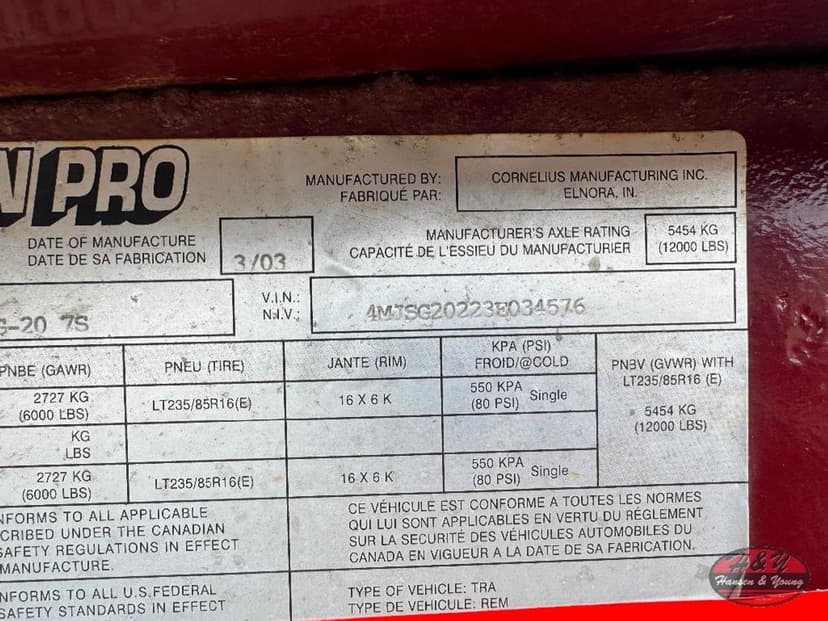 N PRO
MANUFACTURED BY:
FABRIQUÉ PAR:
CORNELIUS MANUFACTURING INC.
ELNORA, IN.
DATE OF MANUFACTURE
DATE DE SA FABRICATION
3/03
MANUFACTURER'S AXLE RATING
CAPACITÉ DE L'ESSIEU DU MANUFACTURIER
5454 KG
(12000 LBS)
G-20 7S
V.I.N.:
N.I.V.:
4MJSG20223E034576
PNBE (GAWR) PNEU (TIRE) JANTE (RIM) KPA (PSI)
FROID/@COLD
PNBV (GVWR) WITH
LT235/85R16 (E)
5454 KG
(12000 LBS)
2727 KG
(6000 LBS)
LT235/85R16(E) 16 X 6 K 550 KPA
(80 PSI) Single
KG
LBS
2727 KG
(6000 LBS)
LT235/85R16(E) 16 X 6 K 550 KPA
(80 PSI) Single
NFORMS TO ALL APPLICABLE
CRIBED UNDER THE CANADIAN
SAFETY REGULATIONS IN EFFECT
MANUFACTURE.
CE VÉHICULE EST CONFORME A TOUTES LES NORMES
QUI LUI SONT APPLICABLES EN VERTU DU RÉGLEMENT
SUR LA SECURITÉ DES VÉHICULES AUTOMOBILES DU
CANADA EN VIGUEUR A LA DATE DE SA FABRICATION.
NFORMS TO ALL U.S. FEDERAL
SAFETY STANDARDS IN EFFECT
TYPE OF VEHICLE: TRA
TYPE DE VEHICULE: REM
H & Y
Hansen & Young